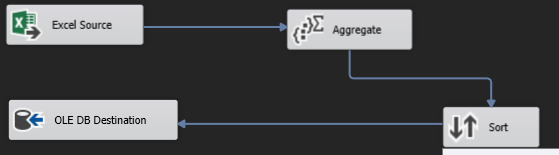 Excel Source
Aggregate
OLE DB Destination
Sort